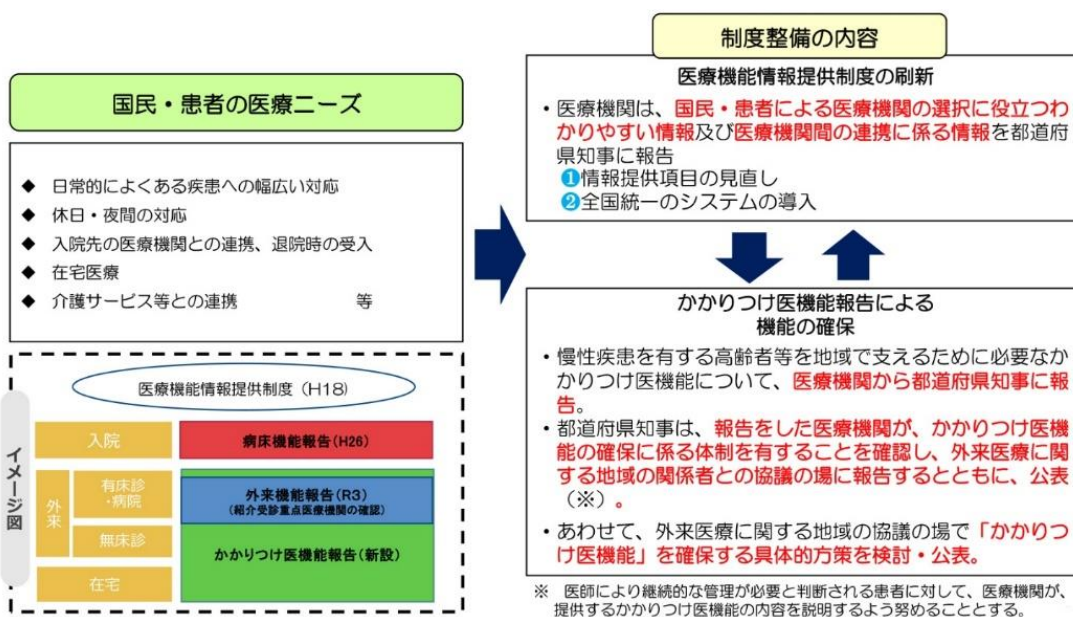 国民・患者の医療ニーズ
◆ 日常的によくある疾患への幅広い対応
◆ 休日・夜間の対応
◆ 入院先の医療機関との連携、退院時の受入
◆ 在宅医療
◆ 介護サービス等との連携 等
イメージ図
医療機能情報提供制度（H18）
入院
病床機能報告（H26）
外来
有床診
・病院
外来機能報告（R3）
（紹介受診重点医療機関の確認）
無床診
かかりつけ医機能報告（新設）
在宅
制度整備の内容
医療機能情報提供制度の刷新
・医療機関は、国民・患者による医療機関の選択に役立つわ
かりやすい情報及び医療機関間の連携に係る情報を都道府
県知事に報告
❶情報提供項目の見直し
❷全国統一のシステムの導入
かかりつけ医機能報告による
機能の確保
・慢性疾患を有する高齢者等を地域で支えるために必要なか
かりつけ医機能について、医療機関から都道府県知事に報
告。
・都道府県知事は、報告をした医療機関が、かかりつけ医機
能の確保に係る体制を有することを確認し、外来医療に関
する地域の関係者との協議の場に報告するとともに、公表
（※）。
・あわせて、外来医療に関する地域の協議の場で「かかりつ
け医機能」を確保する具体的方策を検討・公表。
※ 医師により継続的な管理が必要と判断される患者に対して、医療機関が、
提供するかかりつけ医機能の内容を説明するよう努めることとする。